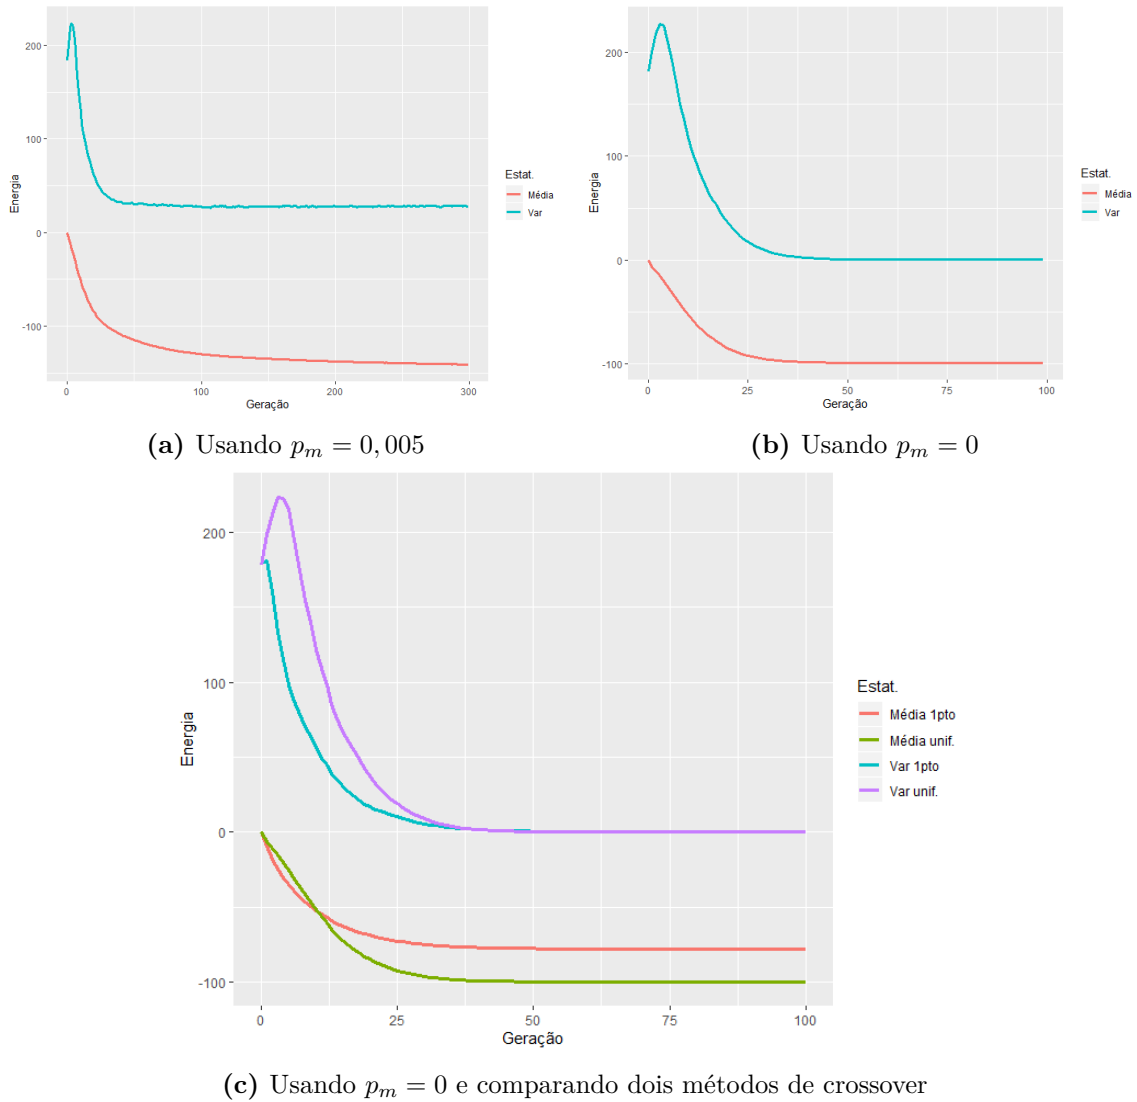 200
100
0
-100
Energia
0
100
200
300
Geração
Estat.
Média
Var
(a) Usando p_m = 0,005
200
100
0
-100
Energia
0
25
50
75
100
Geração
Estat.
Média
Var
(b) Usando p_m = 0
200
100
0
-100
Energia
0
25
50
75
100
Geração
Estat.
Média 1pto
Média unif.
Var 1pto
Var unif.
(c) Usando p_m = 0 e comparando dois métodos de crossover